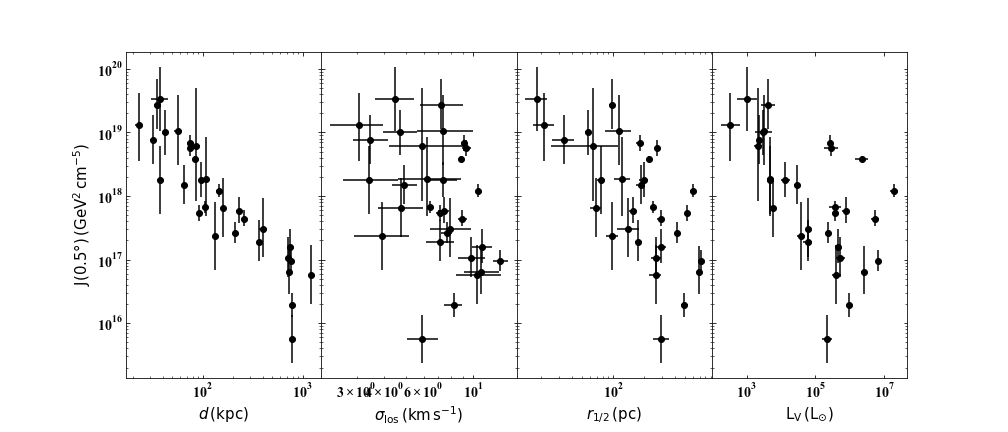 10^20
10^19
10^18
10^17
10^16
J(0.5°) (GeV^2 cm^−5)
10^2 10^3 3 × 10^0 4 × 10^0 6 × 10^0 10^1 10^2 10^3 10^5 10^7
d (kpc) σ_los (km s^−1) r_1/2 (pc) L_V (L_⊙)